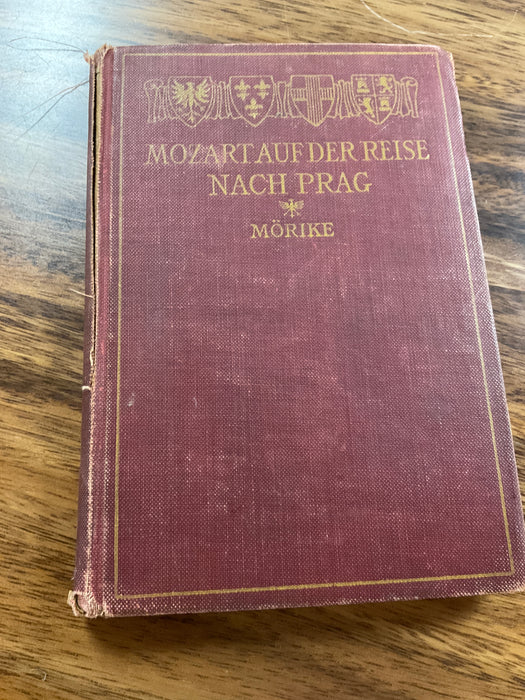 MOZART AUF DER REISE
NACH PRAG
MÖRIKE